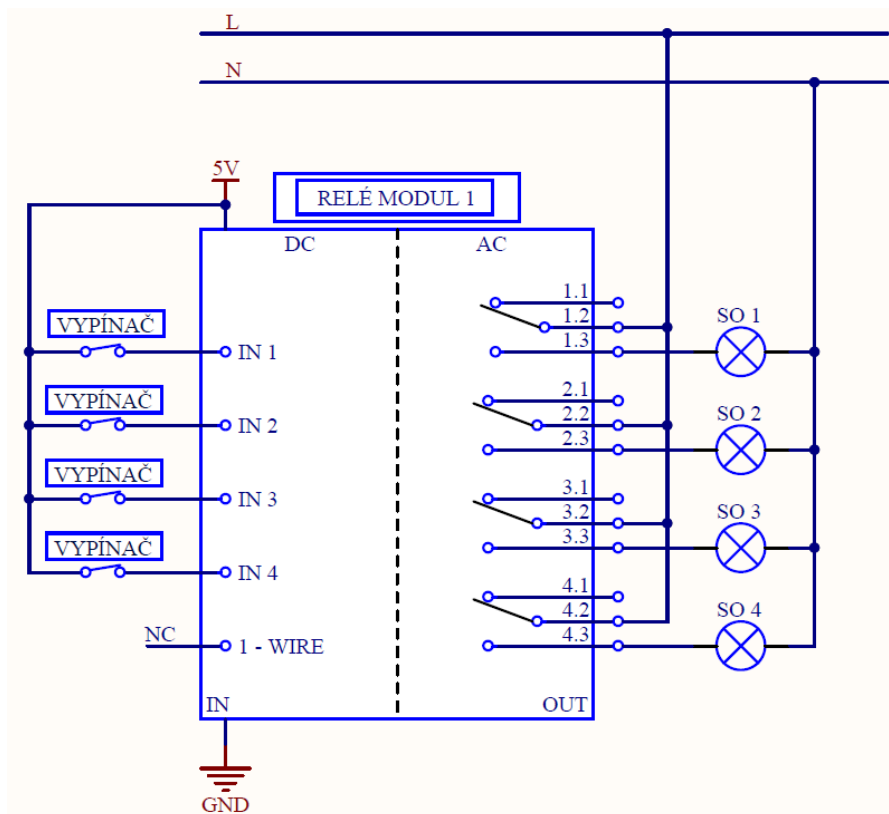 L
N
5V
RELÉ MODUL 1
DC
AC
VYPÍNAČ
IN 1
VYPÍNAČ
IN 2
VYPÍNAČ
IN 3
VYPÍNAČ
IN 4
NC
1 - WIRE
IN
GND
1.1
1.2
1.3
2.1
2.2
2.3
3.1
3.2
3.3
4.1
4.2
4.3
OUT
SO 1
SO 2
SO 3
SO 4